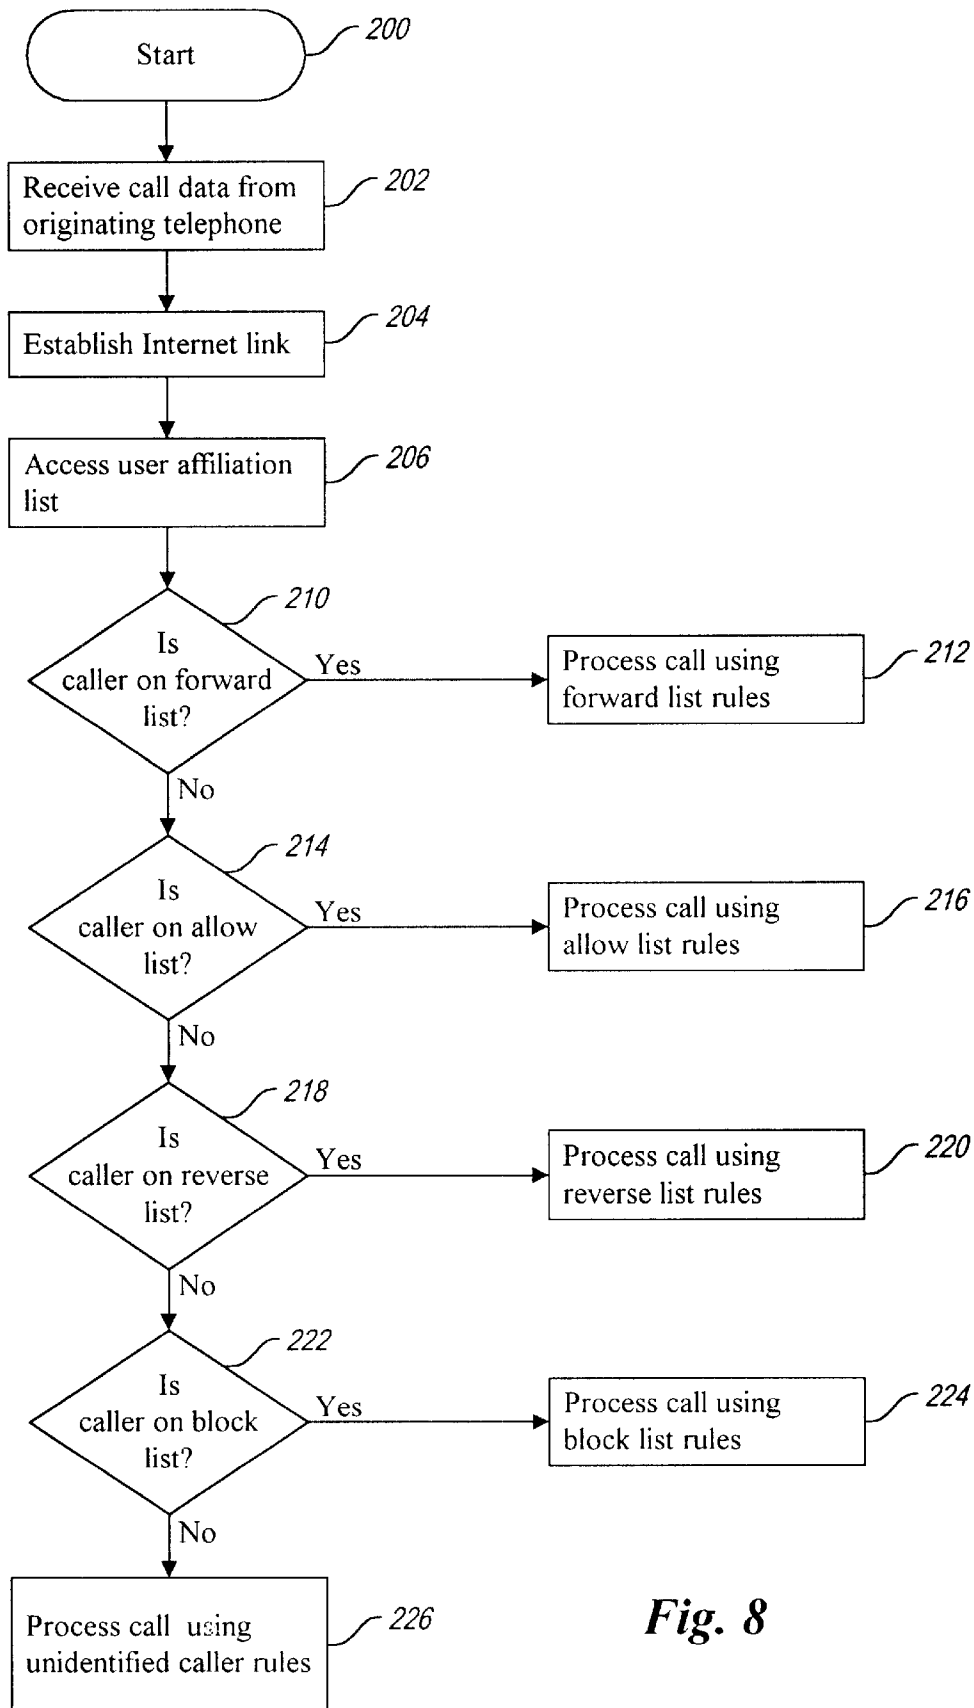 Start
200
Receive call data from
originating telephone
202
Establish Internet link
204
Access user affiliation
list
206
Is
caller on forward
list?
210
Yes
Process call using
forward list rules
212
No
Is
caller on allow
list?
214
Yes
Process call using
allow list rules
216
No
Is
caller on reverse
list?
218
Yes
Process call using
reverse list rules
220
No
Is
caller on block
list?
222
Yes
Process call using
block list rules
224
No
Process call using
unidentified caller rules
226
Fig. 8